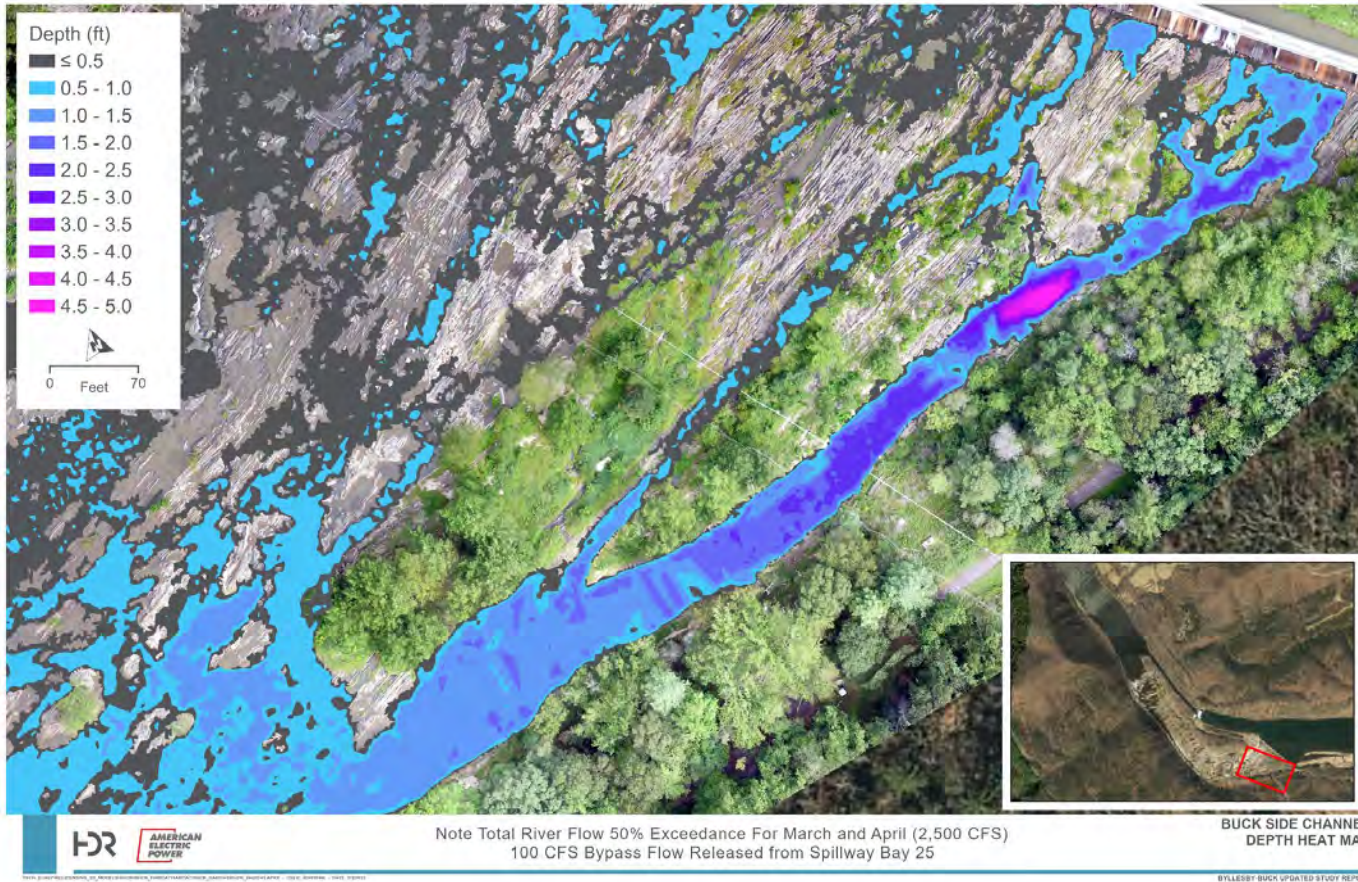 Depth (ft)
≤ 0.5
0.5 - 1.0
1.0 - 1.5
1.5 - 2.0
2.0 - 2.5
2.5 - 3.0
3.0 - 3.5
3.5 - 4.0
4.0 - 4.5
4.5 - 5.0
N
0 70
Feet
HDR
AMERICAN
ELECTRIC
POWER
Note Total River Flow 50% Exceedance For March and April (2,500 CFS)
100 CFS Bypass Flow Released from Spillway Bay 25
BUCK SIDE CHANNE
DEPTH HEAT MA
BYLLESBY-BUCK UPDATED STUDY REP